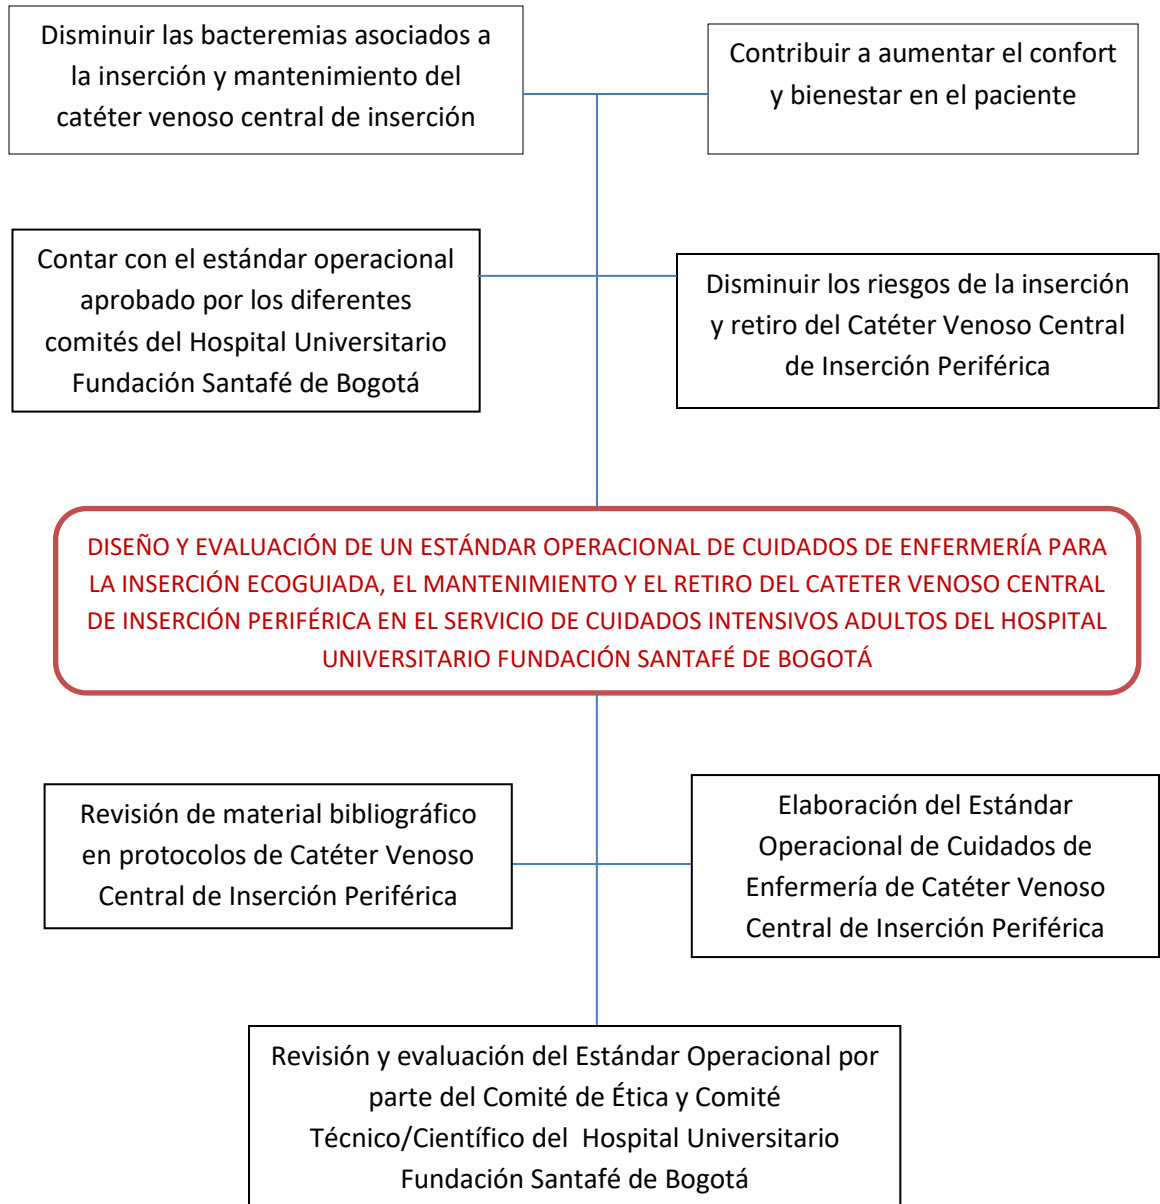 Disminuir las bacteremias asociados a
la inserción y mantenimiento del
catéter venoso central de inserción
Contribuir a aumentar el confort
y bienestar en el paciente
Contar con el estándar operacional
aprobado por los diferentes
comités del Hospital Universitario
Fundación Santafé de Bogotá
Disminuir los riesgos de la inserción
y retiro del Catéter Venoso Central
de Inserción Periférica
DISEÑO Y EVALUACIÓN DE UN ESTÁNDAR OPERACIONAL DE CUIDADOS DE ENFERMERÍA PARA
LA INSERCIÓN ECOGUIADA, EL MANTENIMIENTO Y EL RETIRO DEL CATETER VENOSO CENTRAL
DE INSERCIÓN PERIFÉRICA EN EL SERVICIO DE CUIDADOS INTENSIVOS ADULTOS DEL HOSPITAL
UNIVERSITARIO FUNDACIÓN SANTAFÉ DE BOGOTÁ
Revisión de material bibliográfico
en protocolos de Catéter Venoso
Central de Inserción Periférica
Elaboración del Estándar
Operacional de Cuidados de
Enfermería de Catéter Venoso
Central de Inserción Periférica
Revisión y evaluación del Estándar Operacional por
parte del Comité de Ética y Comité
Técnico/Científico del  Hospital Universitario
Fundación Santafé de Bogotá